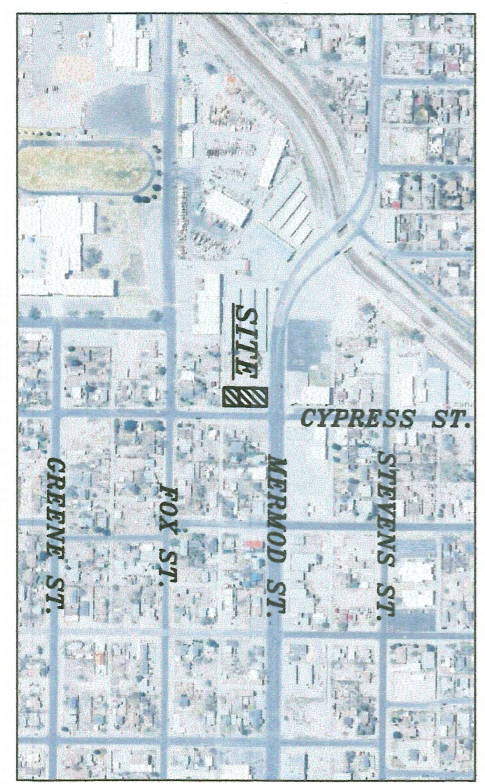 SITE
CYPRESS ST.
GREENE ST.
FOX ST.
MERMOD ST.
STEVENS ST.